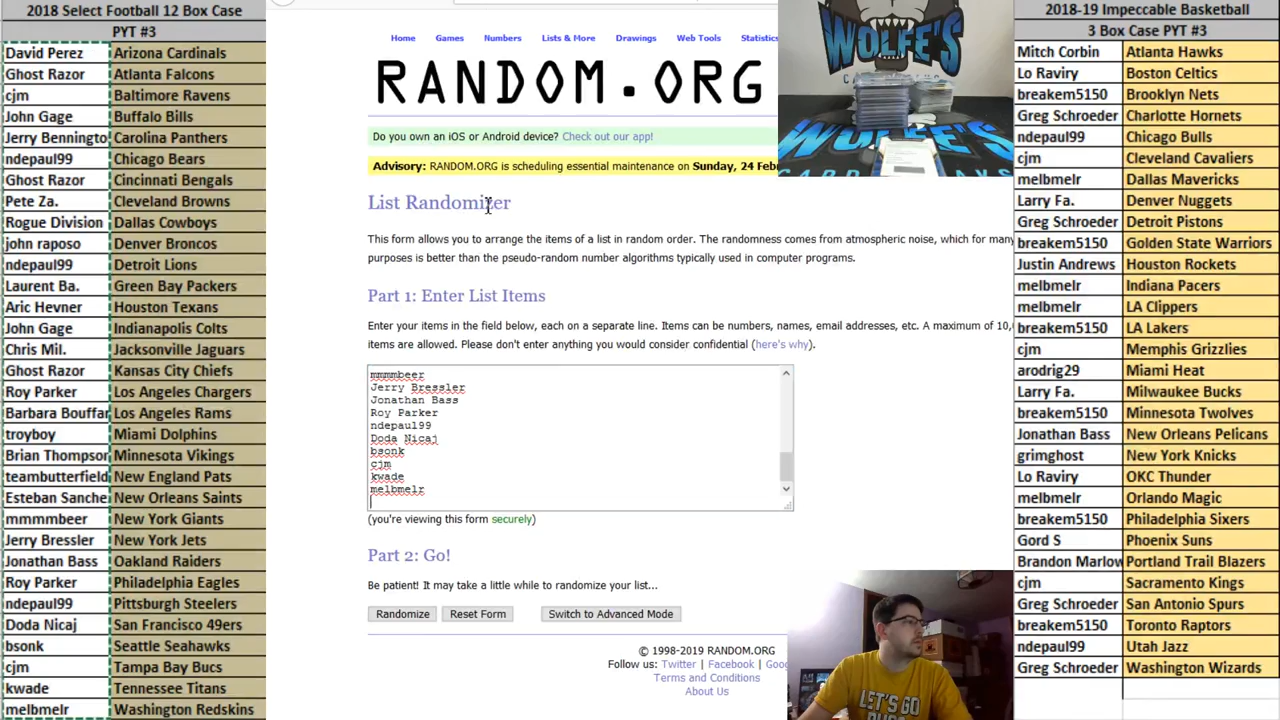 2018 Select Football 12 Box Case
PYT #3
David Perez Arizona Cardinals
Ghost Razor Atlanta Falcons
cjm Baltimore Ravens
John Gage Buffalo Bills
Jerry Benningto Carolina Panthers
ndepaul99 Chicago Bears
Ghost Razor Cincinnati Bengals
Pete Za. Cleveland Browns
Rogue Division Dallas Cowboys
john raposo Denver Broncos
ndepaul99 Detroit Lions
Laurent Ba. Green Bay Packers
Aric Hevner Houston Texans
John Gage Indianapolis Colts
Chris Mil. Jacksonville Jaguars
Ghost Razor Kansas City Chiefs
Roy Parker Los Angeles Chargers
Barbara Bouffar Los Angeles Rams
troyboy Miami Dolphins
Brian Thompson Minnesota Vikings
teambutterfield New England Pats
Esteban Sanche New Orleans Saints
mmmmbeer New York Giants
Jerry Bressler New York Jets
Jonathan Bass Oakland Raiders
Roy Parker Philadelphia Eagles
ndepaul99 Pittsburgh Steelers
Doda Nicaj San Francisco 49ers
bsonk Seattle Seahawks
cjm Tampa Bay Bucs
kwade Tennessee Titans
melbmelr Washington Redskins
Home Games Numbers Lists & More Drawings Web Tools Statistics
RANDOM.ORG
Do you own an iOS or Android device? Check out our app!
Advisory: RANDOM.ORG is scheduling essential maintenance on Sunday, 24 Feb
List Randomizer
This form allows you to arrange the items of a list in random order. The randomness comes from atmospheric noise, which for many
purposes is better than the pseudo-random number algorithms typically used in computer programs.
Part 1: Enter List Items
Enter your items in the field below, each on a separate line. Items can be numbers, names, email addresses, etc. A maximum of 10,
items are allowed. Please don't enter anything you would consider confidential (here's why).
mmmmbeer
Jerry Bressler
Jonathan Bass
Roy Parker
ndepaul99
Doda Nicaj
bsonk
cjm
kwade
melbmelr
(you're viewing this form securely)
Part 2: Go!
Be patient! It may take a little while to randomize your list...
Randomize Reset Form Switch to Advanced Mode
© 1998-2019 RANDOM.ORG
Follow us: Twitter | Facebook | Goo
Terms and Conditions
About Us
WOLFE'S
WOLFE'S
LET'S GO
2018-19 Impeccable Basketball
3 Box Case PYT #3
Mitch Corbin Atlanta Hawks
Lo Raviry Boston Celtics
breakem5150 Brooklyn Nets
Greg Schroeder Charlotte Hornets
ndepaul99 Chicago Bulls
cjm Cleveland Cavaliers
melbmelr Dallas Mavericks
Larry Fa. Denver Nuggets
Greg Schroeder Detroit Pistons
breakem5150 Golden State Warriors
Justin Andrews Houston Rockets
melbmelr Indiana Pacers
melbmelr LA Clippers
breakem5150 LA Lakers
cjm Memphis Grizzlies
arodrig29 Miami Heat
Larry Fa. Milwaukee Bucks
breakem5150 Minnesota Twolves
Jonathan Bass New Orleans Pelicans
grimghost New York Knicks
Lo Raviry OKC Thunder
melbmelr Orlando Magic
breakem5150 Philadelphia Sixers
Gord S Phoenix Suns
Brandon Marlow Portland Trail Blazers
cjm Sacramento Kings
Greg Schroeder San Antonio Spurs
breakem5150 Toronto Raptors
ndepaul99 Utah Jazz
Greg Schroeder Washington Wizards